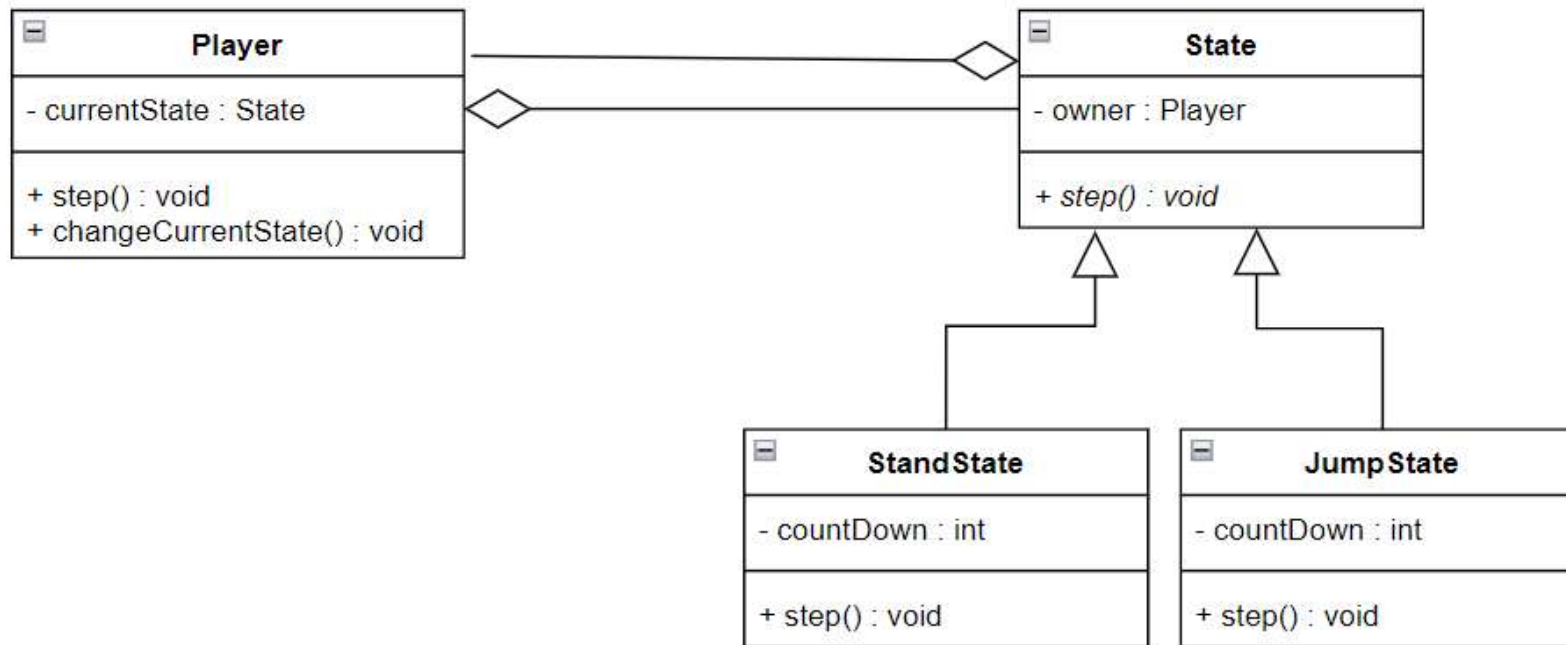 Player
- currentState : State
+ step() : void
+ changeCurrentState() : void
State
- owner : Player
+ step() : void
StandState
- countDown : int
+ step() : void
JumpState
- countDown : int
+ step() : void